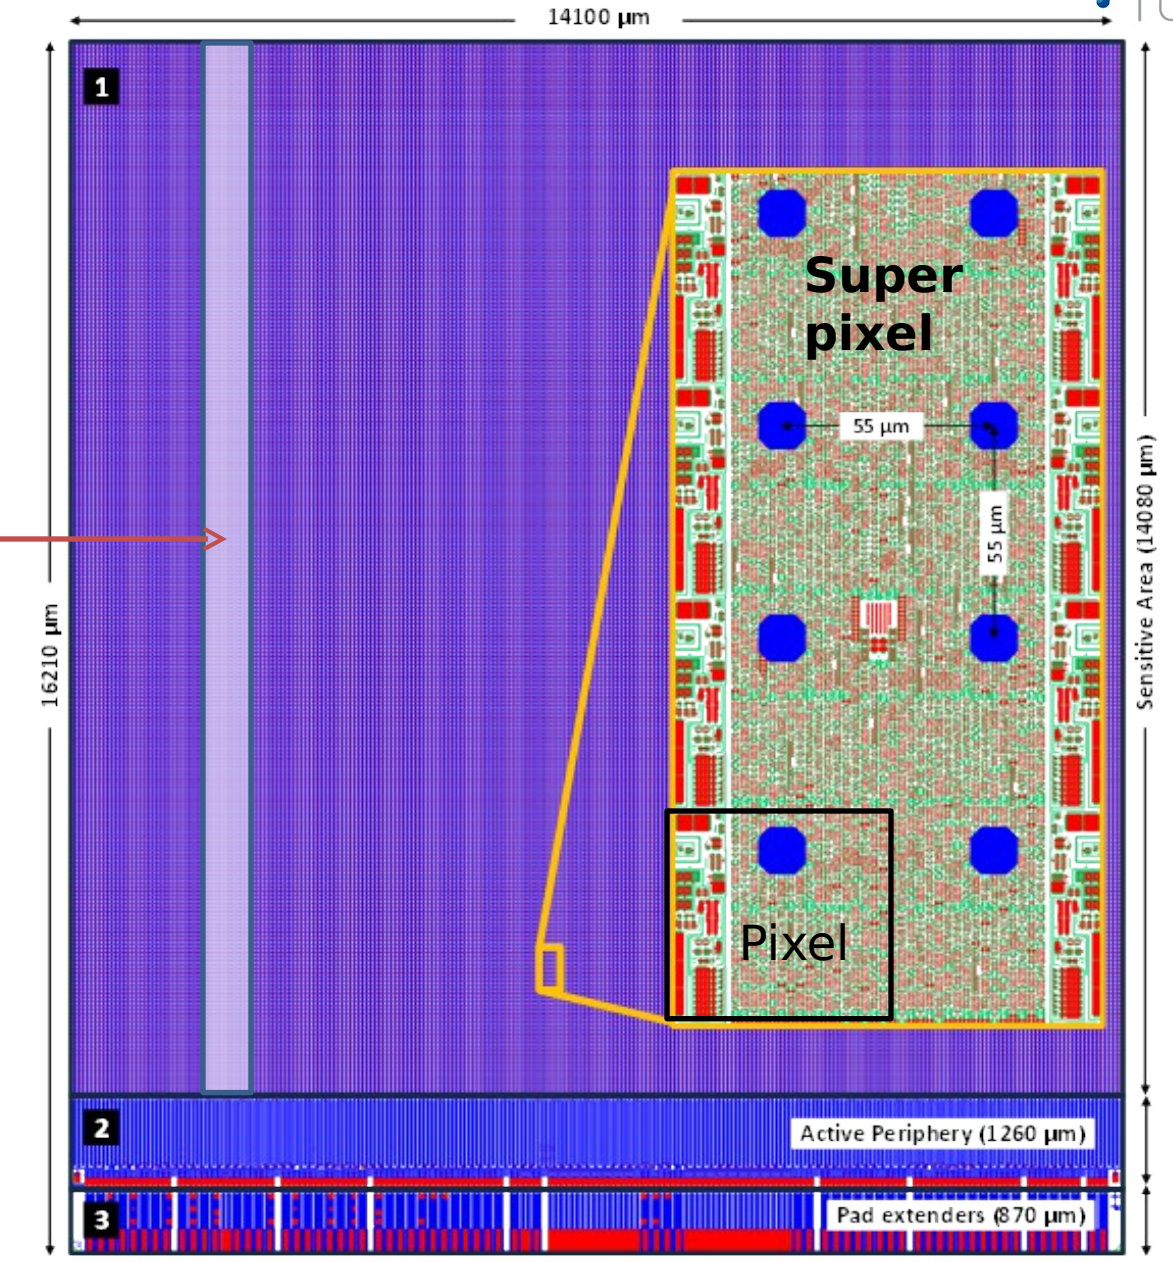 14100 µm
1
Super
pixel
55 µm
55 µm
16210 µm
Sensitive Area (14080 µm)
Pixel
2
Active Periphery (1260 µm)
3
Pad extenders (870 µm)